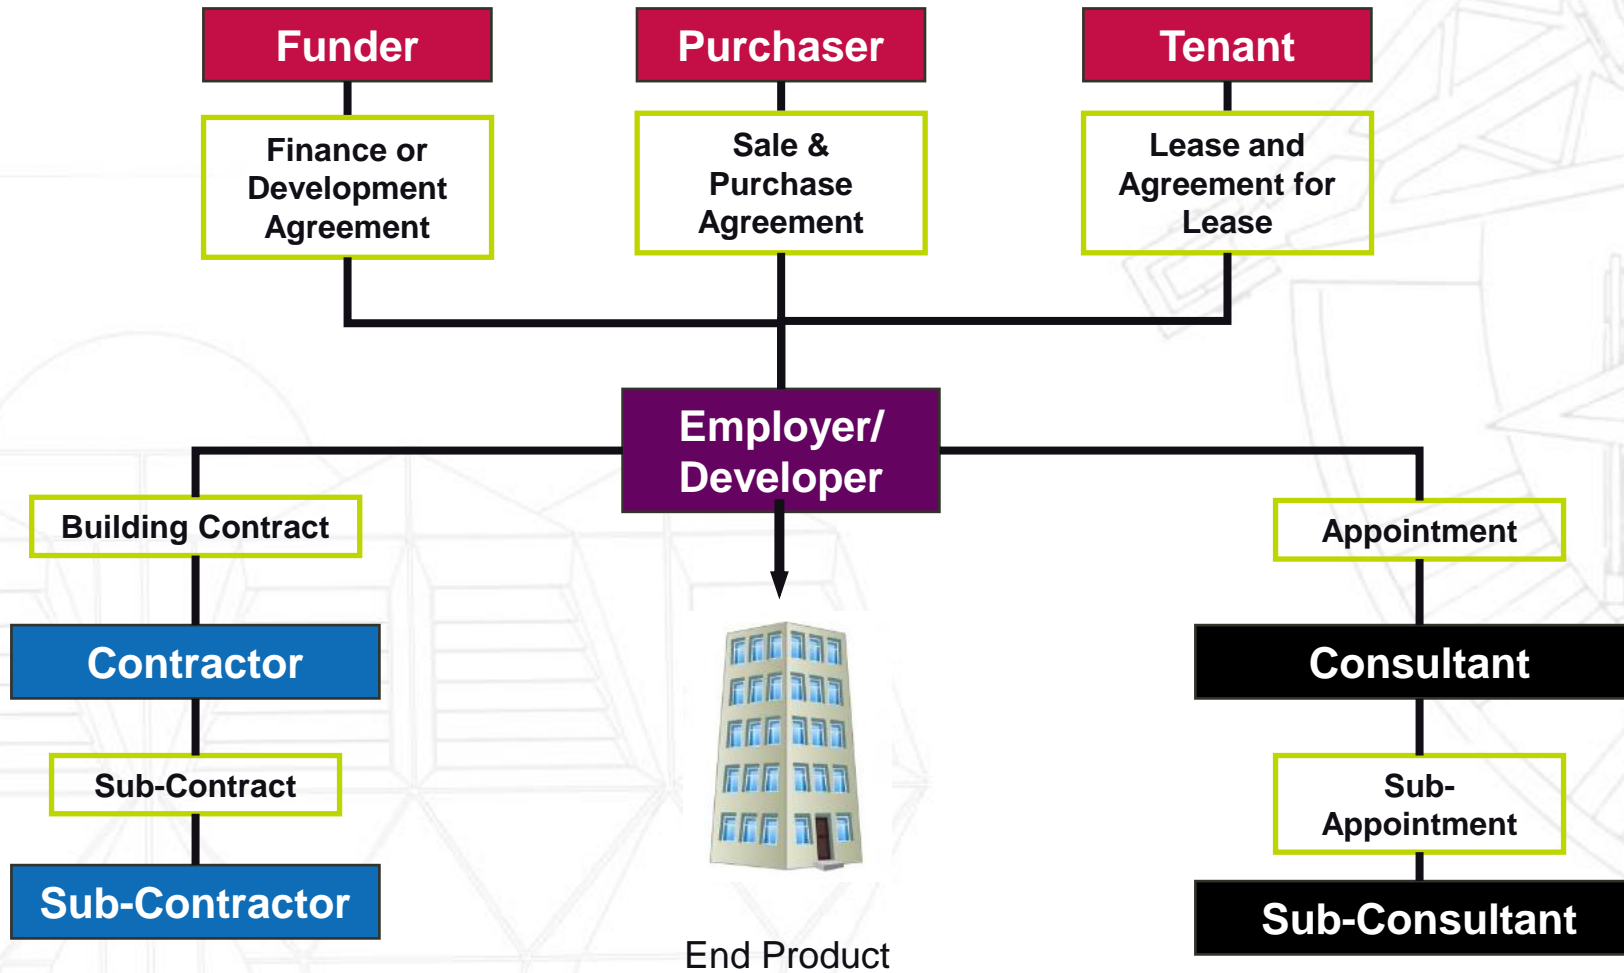 Funder
Purchaser
Tenant
Finance or
Development
Agreement
Sale &
Purchase
Agreement
Lease and
Agreement for
Lease
Employer/
Developer
Building Contract
Appointment
Contractor
Consultant
Sub-Contract
Sub-
Appointment
Sub-Contractor
Sub-Consultant
End Product